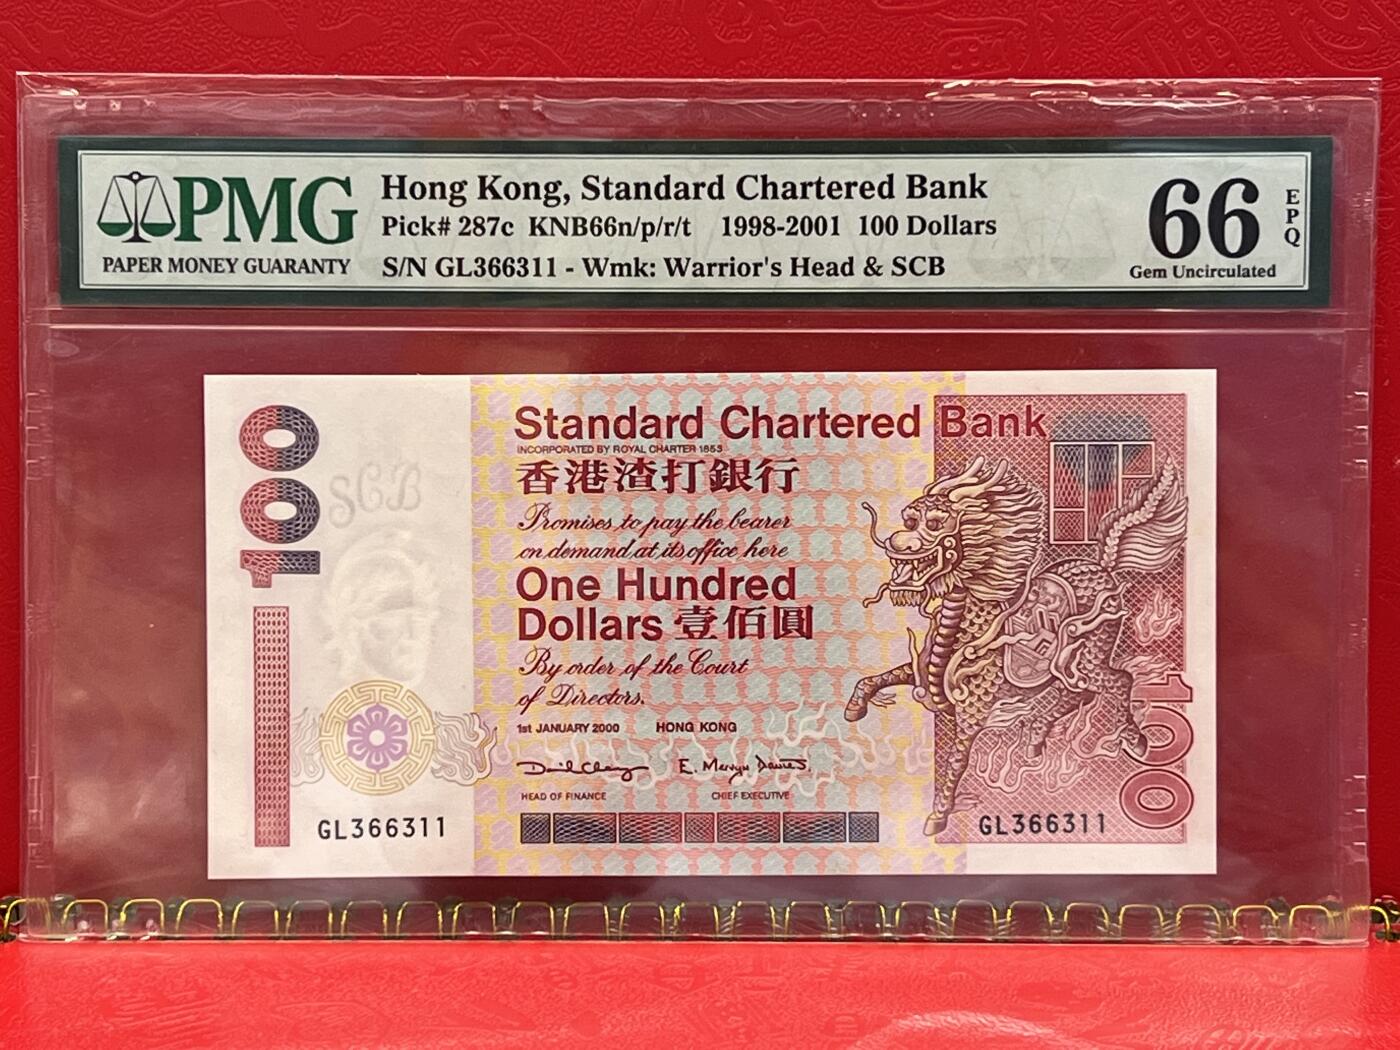 PMG
PAPER MONEY GUARANTY
Hong Kong, Standard Chartered Bank
Pick# 287c KNB66n/p/r/t 1998-2001 100 Dollars
S/N GL366311 - Wmk: Warrior's Head & SCB
66
EPQ
Gem Uncirculated
100
SCB
Standard Chartered Bank
INCORPORATED BY ROYAL CHARTER 1853
香港渣打銀行
Promises to pay the bearer
on demand at its office here
One Hundred
Dollars 壹佰圓
By order of the Court
of Directors.
1st JANUARY 2000 HONG KONG
David Chang E. Mervyn Davies
HEAD OF FINANCE CHIEF EXECUTIVE
GL366311
GL366311
100